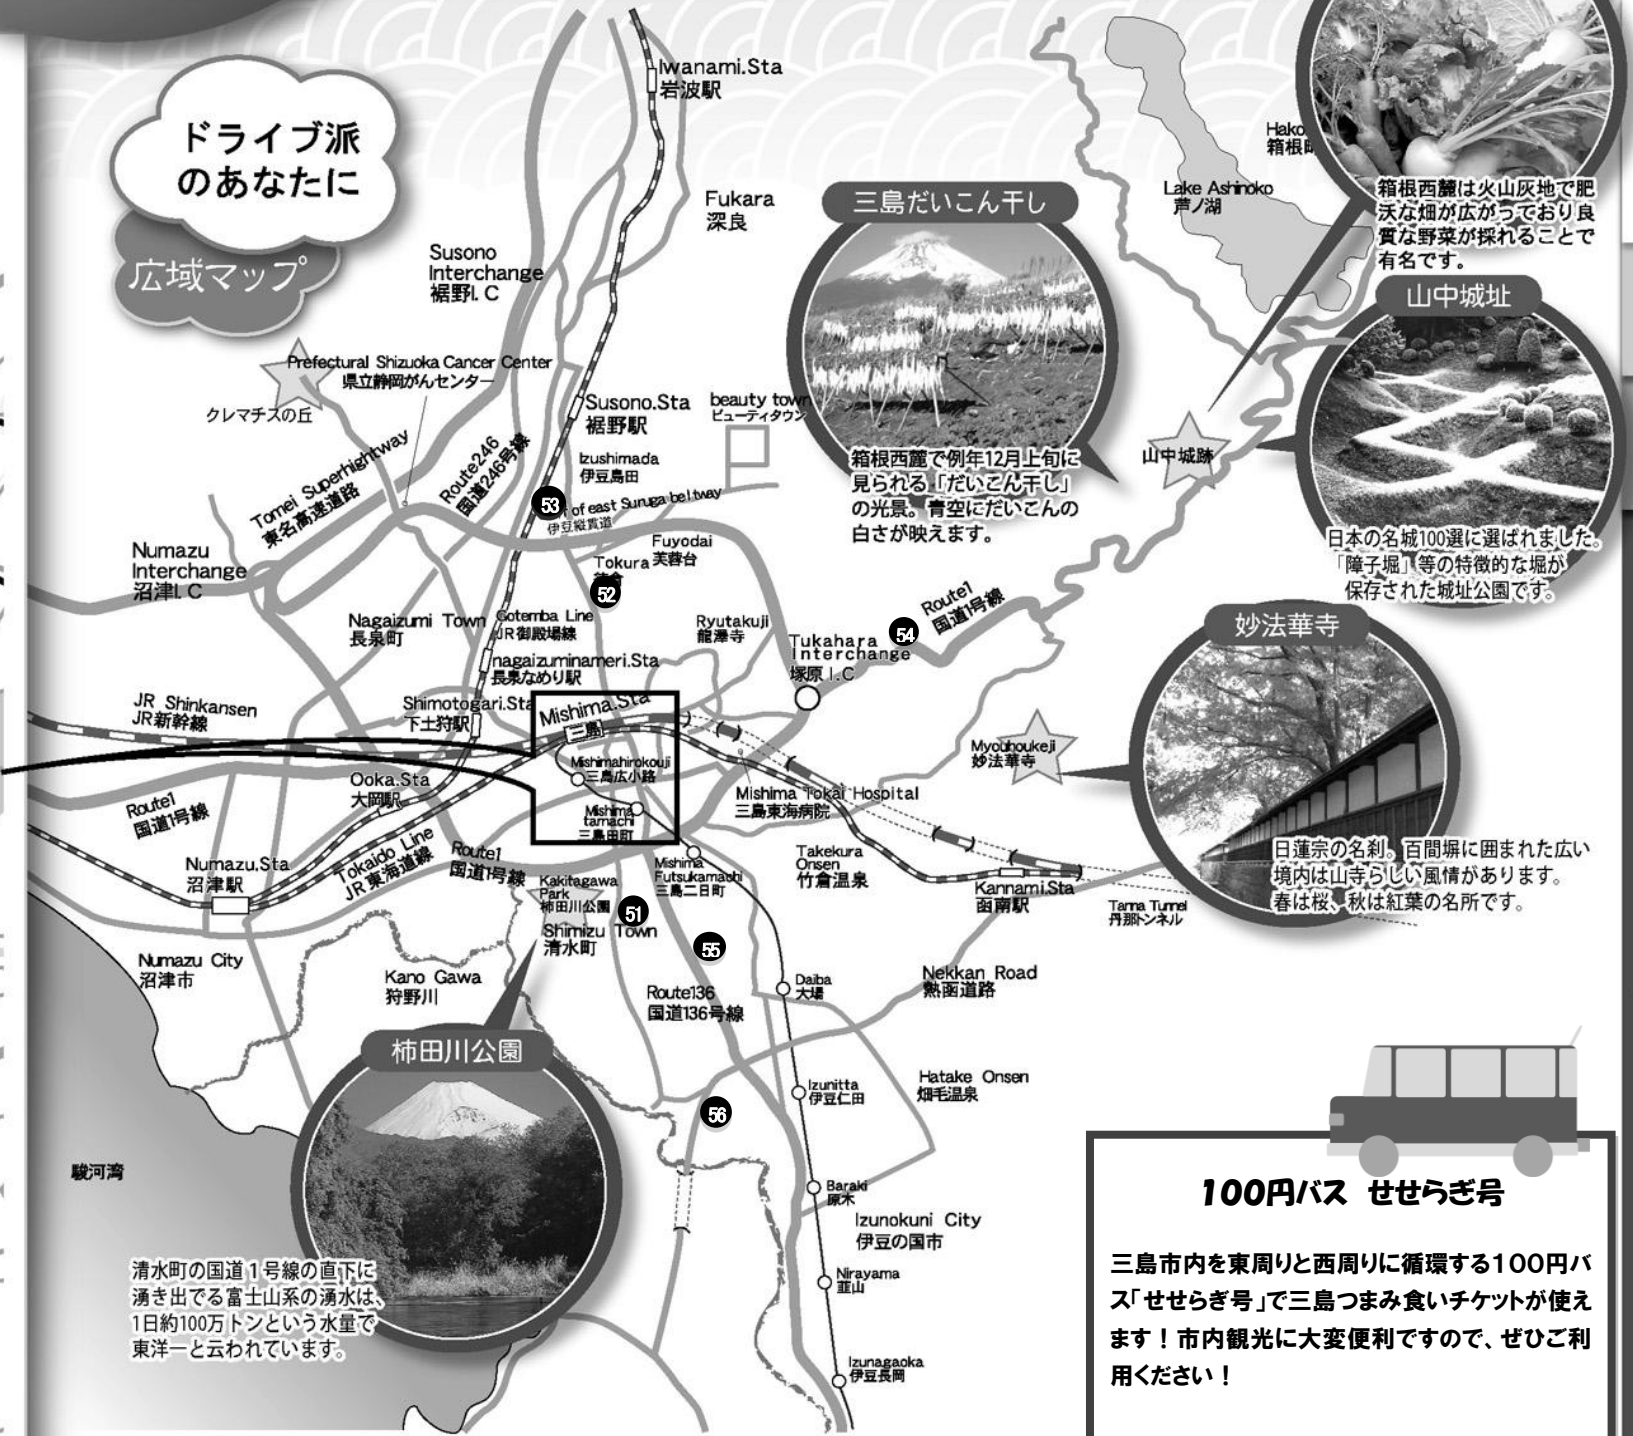 ドライブ派
のあなたに
広域マップ
Iwanami.Sta
岩波駅
Fukara
深良
Susono
Interchange
裾野I.C
Prefectural Shizuoka Cancer Center
県立静岡がんセンター
クレマチスの丘
Susono.Sta
裾野駅
beauty town
ビューティタウン
Izushimada
伊豆島田
Tomei Superhightway
東名高速道路
Route246
国道246号線
53
of east Suruga beltway
伊豆縦貫道
Numazu
Interchange
沼津I.C
Fuyodai
芙蓉台
Tokura
52
Nagaizumi Town
長泉町
Gotemba Line
JR御殿場線
nagaizuminameri.Sta
長泉なめり駅
Ryutakuji
龍澤寺
Tukahara
Interchange
塚原I.C
54
Route1
国道1号線
JR Shinkansen
JR新幹線
Shimotogari.Sta
下土狩駅
Mishima.Sta
三島
Mishimahirokouji
三島広小路
Mishima
tamachi
三島田町
Ooka.Sta
大岡駅
Route1
国道1号線
Numazu.Sta
沼津駅
Tokaido Line
JR東海道線
Route1
国道1号線
Mishima Tokai Hospital
三島東海病院
Myouhoukeji
妙法華寺
Mishima
Futsukamachi
三島二日町
Takekura
Onsen
竹倉温泉
Kannami.Sta
函南駅
Tanna Tunnel
丹那トンネル
Kakitagawa
Park
柿田川公園
51
Shimizu Town
清水町
55
Numazu City
沼津市
Kano Gawa
狩野川
Route136
国道136号線
Daiba
大場
Nekkan Road
熱函道路
56
Izunitta
伊豆仁田
Hatake Onsen
畑毛温泉
Baraki
原木
Izunokuni City
伊豆の国市
Nirayama
韮山
Izunagaoka
伊豆長岡
駿河湾
柿田川公園
清水町の国道1号線の直下に
湧き出でる富士山系の湧水は、
1日約100万トンという水量で
東洋一と云われています。
三島だいこん干し
箱根西麓で例年12月上旬に
見られる「だいこん干し」
の光景。青空にだいこんの
白さが映えます。
Lake Ashinoko
芦ノ湖
Hako
箱根町
箱根西麓は火山灰地で肥
沃な畑が広がっており良
質な野菜が採れることで
有名です。
山中城跡
山中城址
日本の名城100選に選ばれました。
「障子堀」等の特徴的な堀が
保存された城址公園です。
妙法華寺
日蓮宗の名刹。百間塀に囲まれた広い
境内は山寺らしい風情があります。
春は桜、秋は紅葉の名所です。
100円バス せせらぎ号
三島市内を東周りと西周りに循環する100円バ
ス「せせらぎ号」で三島つまみ食いチケットが使え
ます！市内観光に大変便利ですので、ぜひご利
用ください！